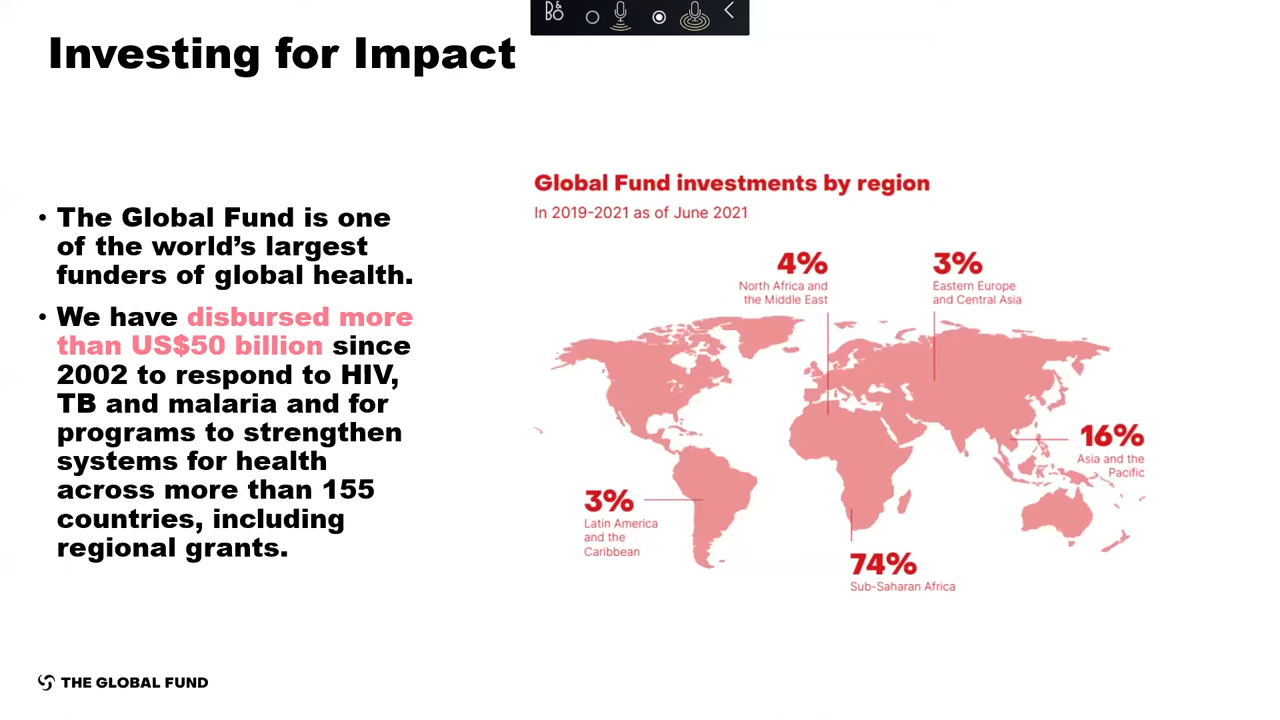 B&O
Investing for Impact
• The Global Fund is one
of the world’s largest
funders of global health.
• We have disbursed more
than US$50 billion since
2002 to respond to HIV,
TB and malaria and for
programs to strengthen
systems for health
across more than 155
countries, including
regional grants.
Global Fund investments by region
In 2019-2021 as of June 2021
4%
North Africa and
the Middle East
3%
Eastern Europe
and Central Asia
16%
Asia and the
Pacific
3%
Latin America
and the
Caribbean
74%
Sub-Saharan Africa
THE GLOBAL FUND